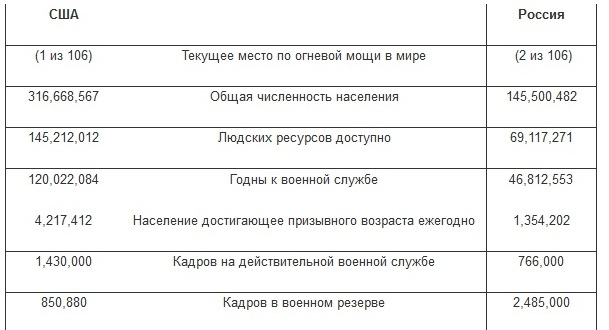 США Россия
(1 из 106) Текущее место по огневой мощи в мире (2 из 106)
316,668,567 Общая численность населения 145,500,482
145,212,012 Людских ресурсов доступно 69,117,271
120,022,084 Годны к военной службе 46,812,553
4,217,412 Население достигающее призывного возраста ежегодно 1,354,202
1,430,000 Кадров на действительной военной службе 766,000
850,880 Кадров в военном резерве 2,485,000